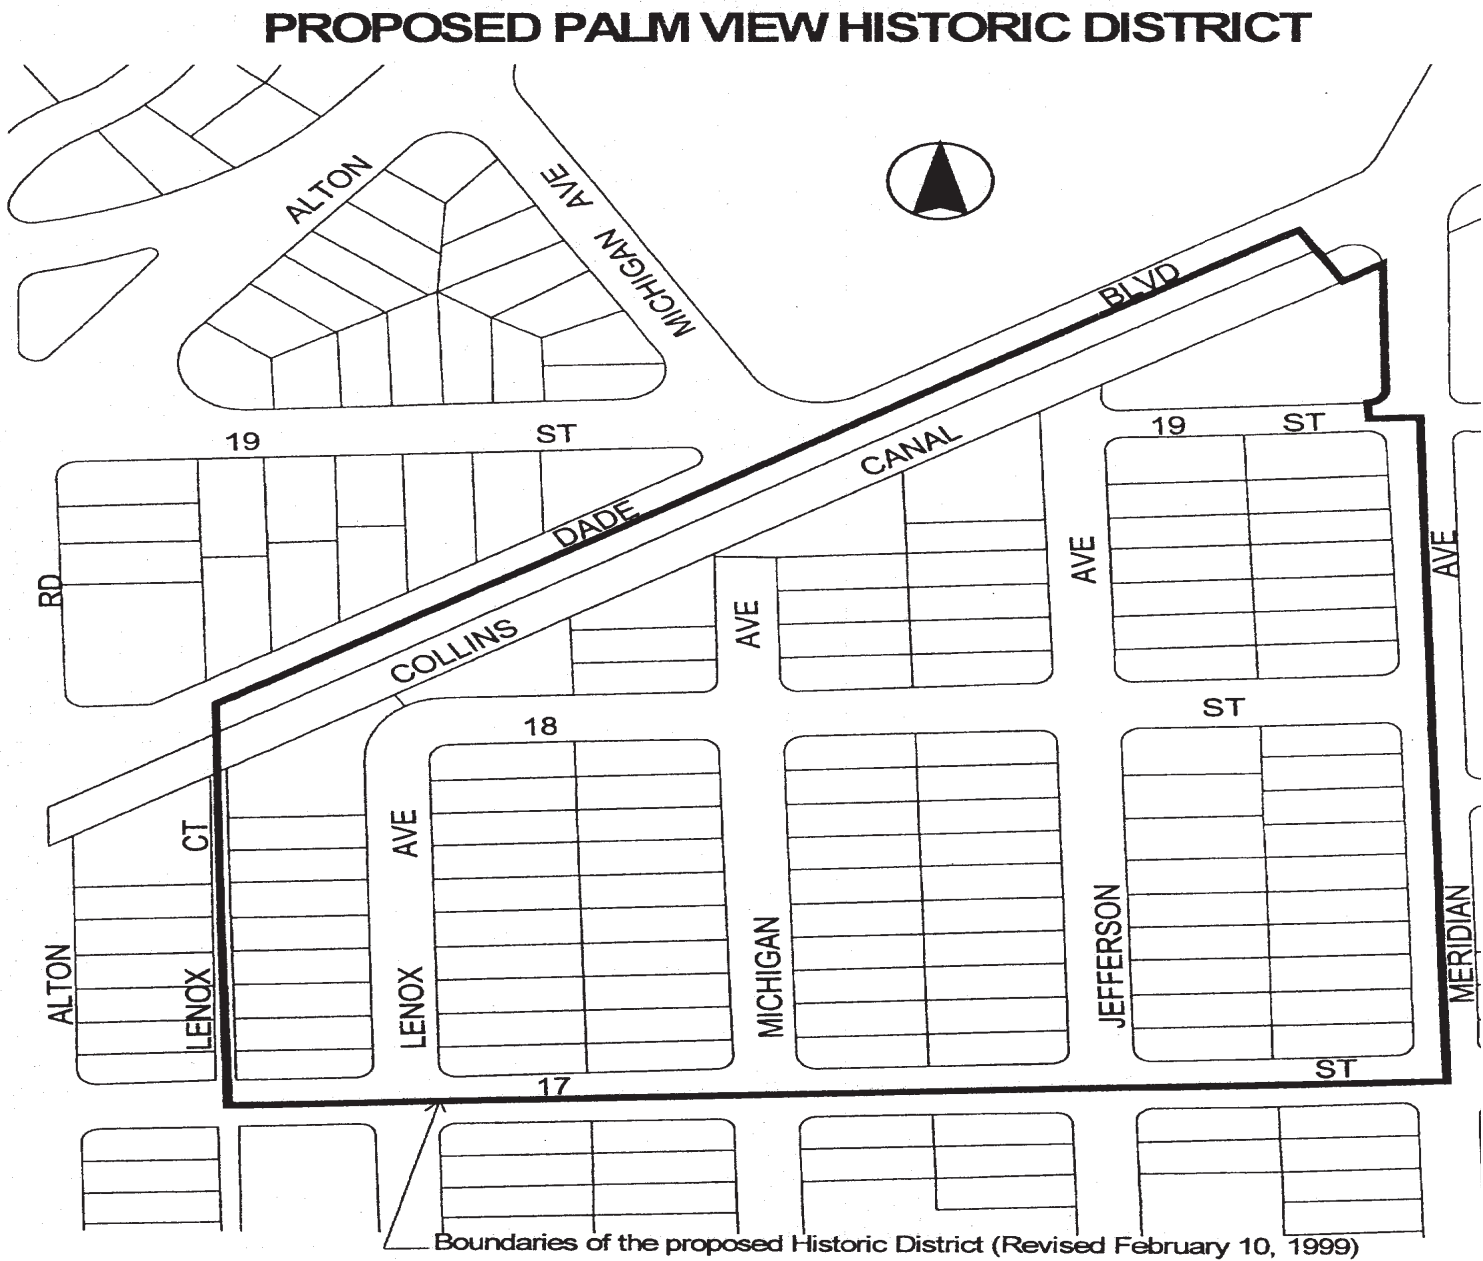 PROPOSED PALM VIEW HISTORIC DISTRICT
ALTON
AVE
MICHIGAN
BLVD
19
ST
CANAL
19
ST
DADE
RD
AVE
AVE
AVE
COLLINS
18
ST
CT
AVE
ALTON
LENOX
LENOX
MICHIGAN
JEFFERSON
MERIDIAN
17
ST
Boundaries of the proposed Historic District (Revised February 10, 1999)